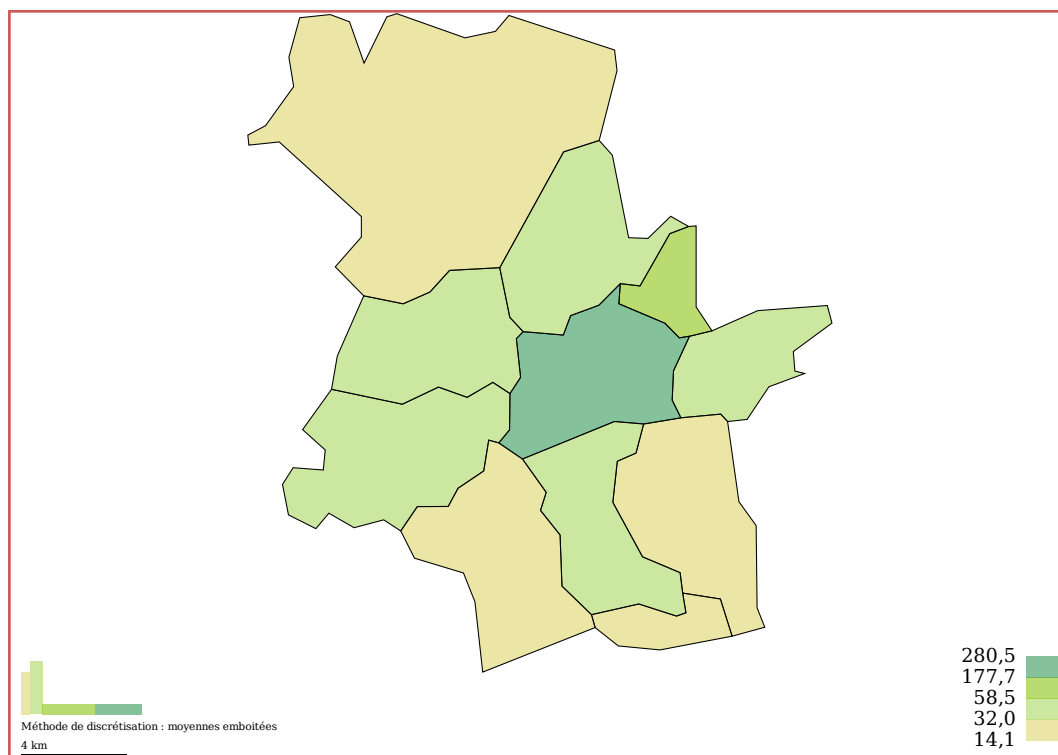 280,5
177,7
58,5
32,0
14,1
Méthode de discrétisation : moyennes emboitées
4 km